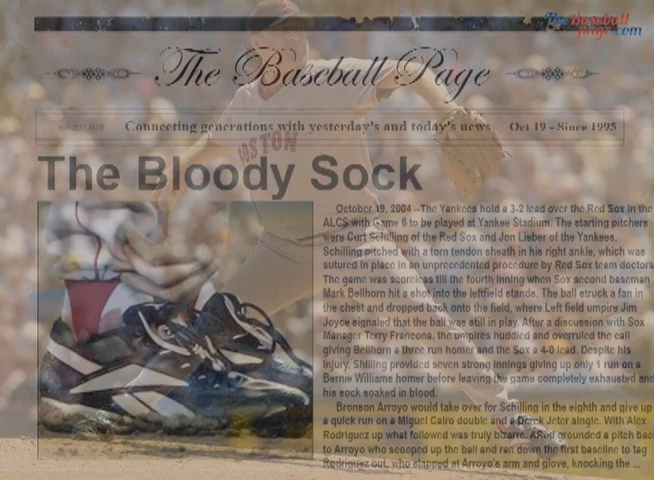 The Baseball Page.com
The Baseball Page
Connecting generations with yesterday's and today's news Oct 19 - Since 1995
The Bloody Sock
BOSTON
October 19, 2004 --The Yankees hold a 3-2 lead over the Red Sox in the
ALCS with Game 6 to be played at Yankee Stadium. The starting pitchers
were Curt Schilling of the Red Sox and Jon Lieber of the Yankees.
Schilling pitched with a torn tendon sheath in his right ankle, which was
sutured in place in an unprecedented procedure by Red Sox team doctors
The game was scoreless till the fourth inning when Sox second baseman
Mark Bellhorn hit a shot into the leftfield stands. The ball struck a fan in
the chest and dropped back onto the field, where Left field umpire Jim
Joyce signaled that the ball was still in play. After a discussion with Sox
Manager Terry Francona, the umpires huddled and overruled the call
giving Bellhorn a three run homer and the Sox a 4-0 lead. Despite his
injury, Shilling provided seven strong innings giving up only 1 run on a
Bernie Williams homer before leaving the game completely exhausted and
his sock soaked in blood.
Bronson Arroyo would take over for Schilling in the eighth and give up
a quick run on a Miguel Cairo double and a Derek Jeter single. With Alex
Rodriguez up what followed was truly bizarre. ARod grounded a pitch back
to Arroyo who scooped up the ball and ran down the first baseline to tag
Rodriguez out, who slapped at Arroyo's arm and glove, knocking the ...